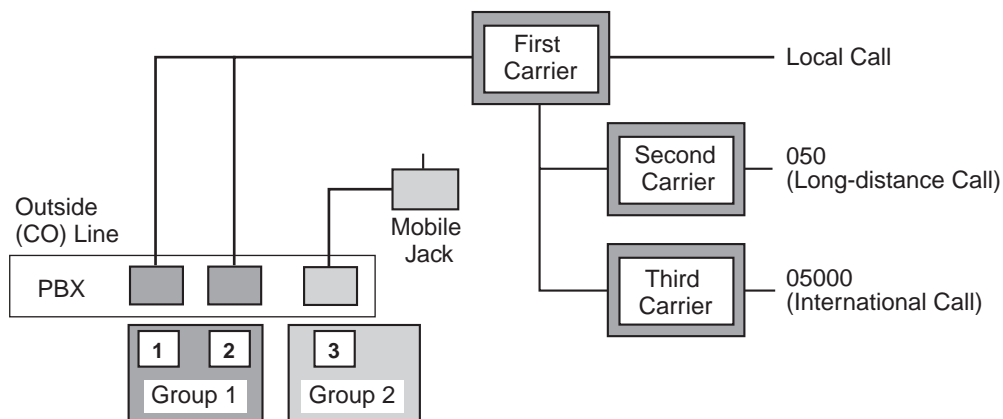 First
Carrier
Local Call
Second
Carrier
050
(Long-distance Call)
Mobile
Jack
Outside
(CO) Line
PBX
Third
Carrier
05000
(International Call)
1
2
3
Group 1
Group 2